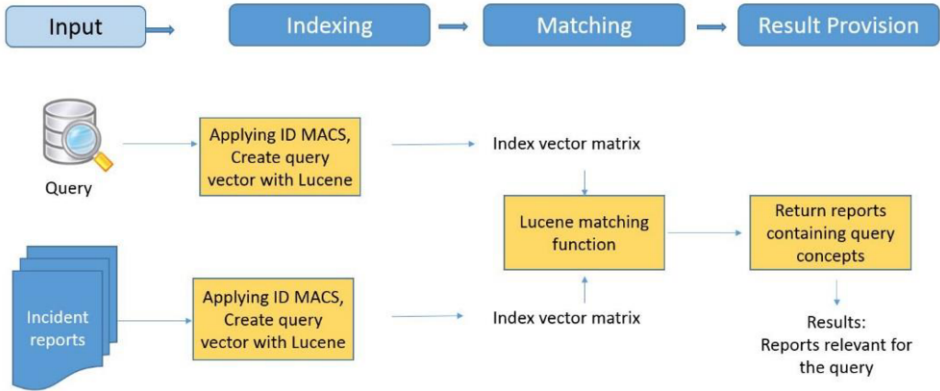 Input
Indexing
Matching
Result Provision
Query
Applying ID MACS,
Create query
vector with Lucene
Index vector matrix
Lucene matching
function
Return reports
containing query
concepts
Incident
reports
Applying ID MACS,
Create query
vector with Lucene
Index vector matrix
Results:
Reports relevant for
the query